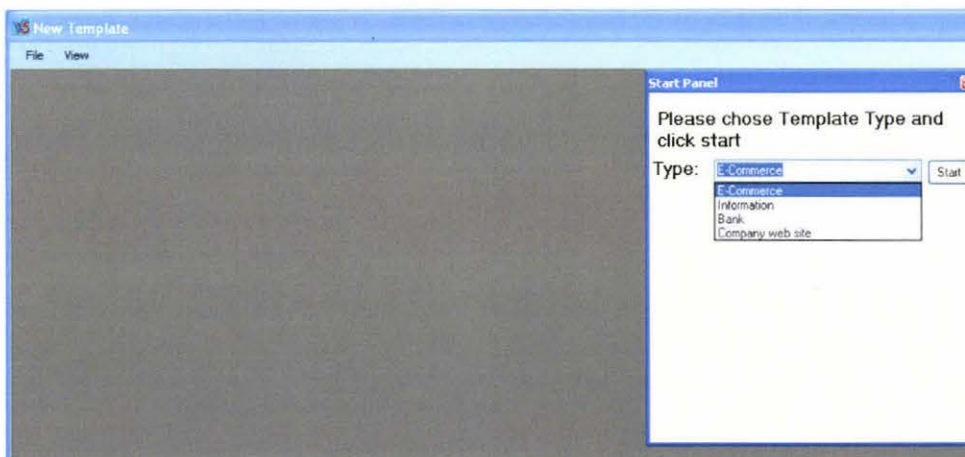 New Template
File View
Start Panel
Please chose Template Type and
click start
Type: E-Commerce Start
E-Commerce
Information
Bank
Company web site